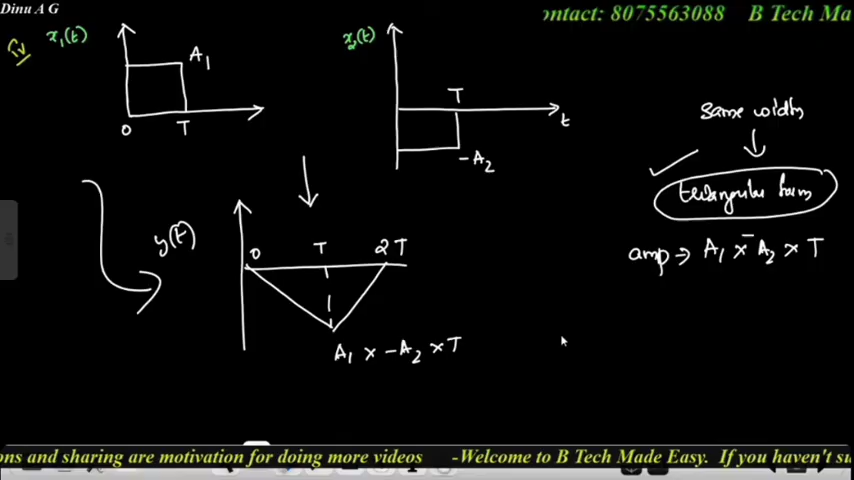 Dinu A G
ontact: 8075563088 B Tech Ma
iv
x₁(t)
A₁
0
T
x₂(t)
T
t
-A₂
same width
triangular form
amp → A₁ x -A₂ x T
y(t)
0
T
2T
A₁ x -A₂ x T
ons and sharing are motivation for doing more videos -Welcome to B Tech Made Easy. If you haven't su